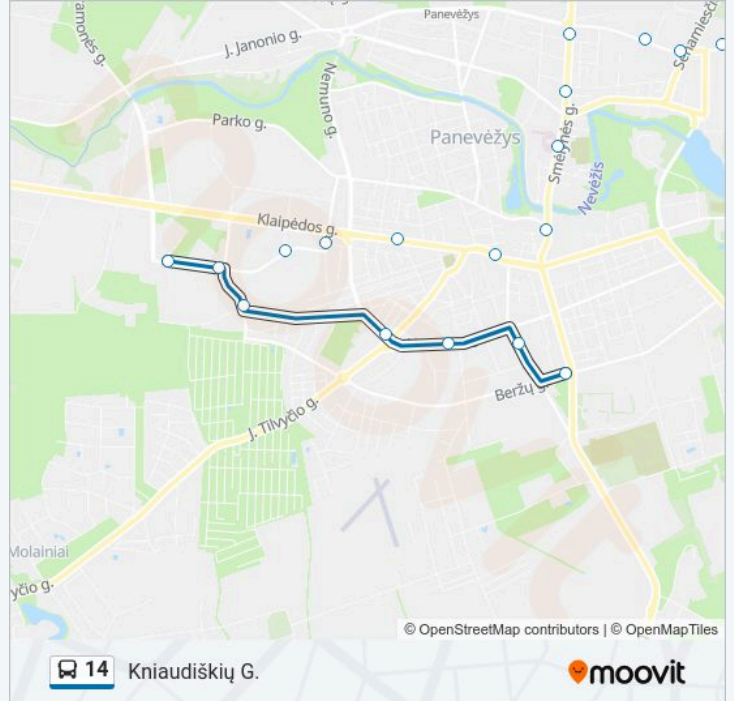 Panevėžys
J. Janonio g.
Nemuno g.
Parko g.
Panevėžys
Smėlynės g.
Nevėžis
Klaipėdos g.
Beržų g.
J. Tilvyčio g.
Molainiai
© OpenStreetMap contributors | © OpenMapTiles
14 Kniaudiškių G.
moovit